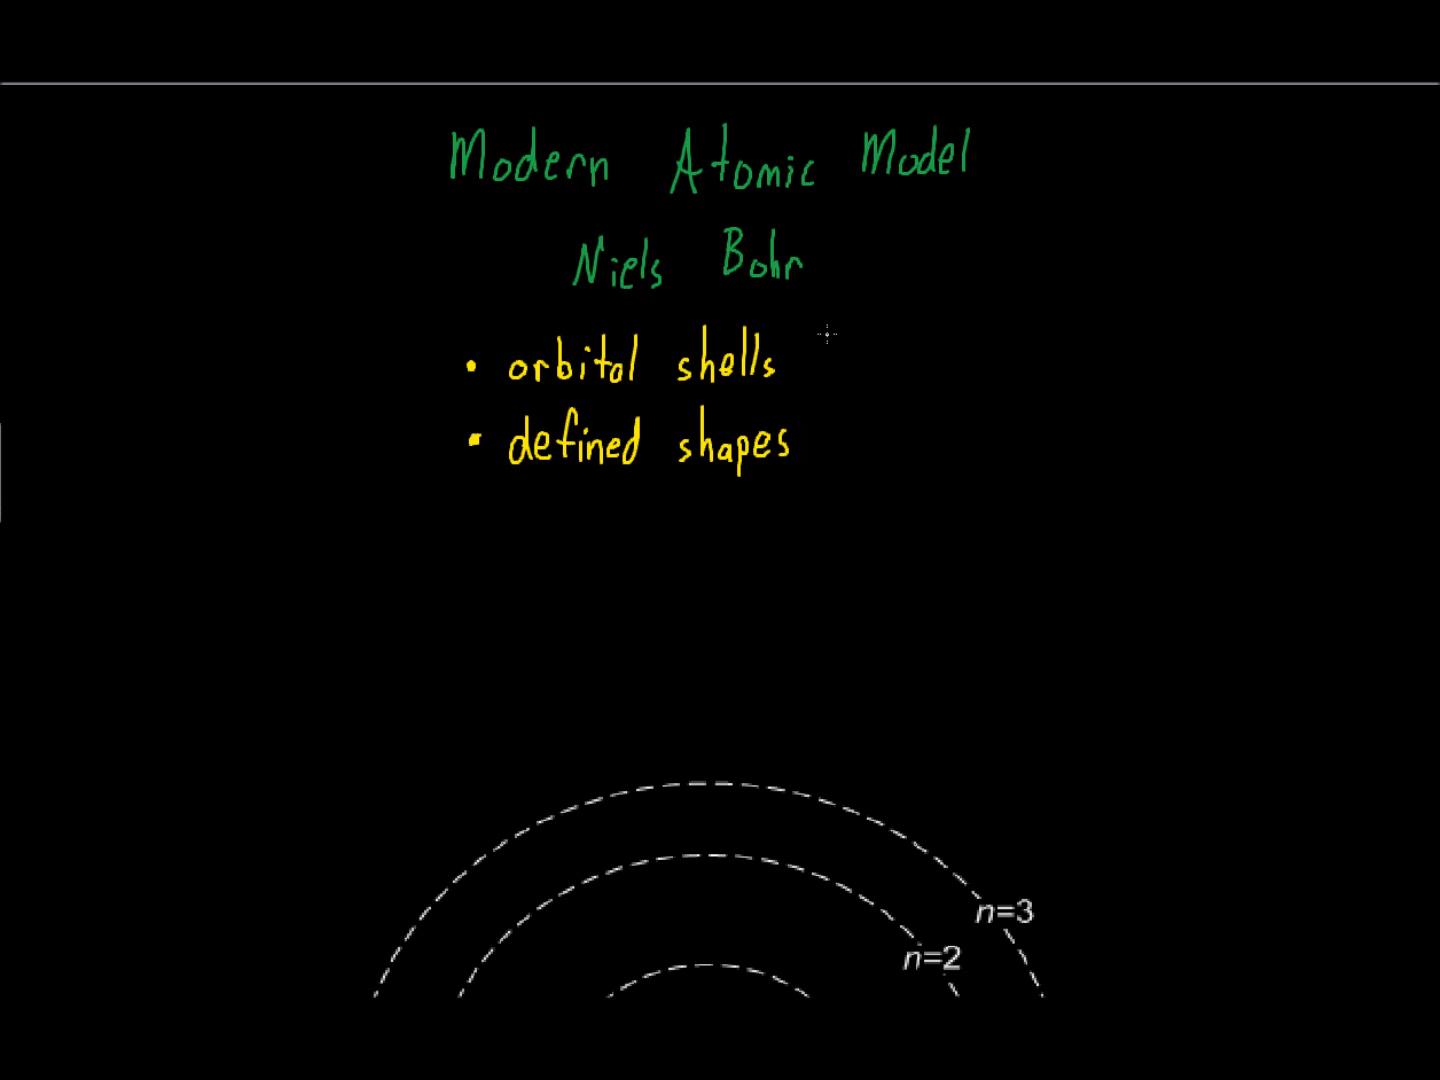 Modern Atomic Model
Niels Bohr
• orbital shells
• defined shapes
n=3
n=2